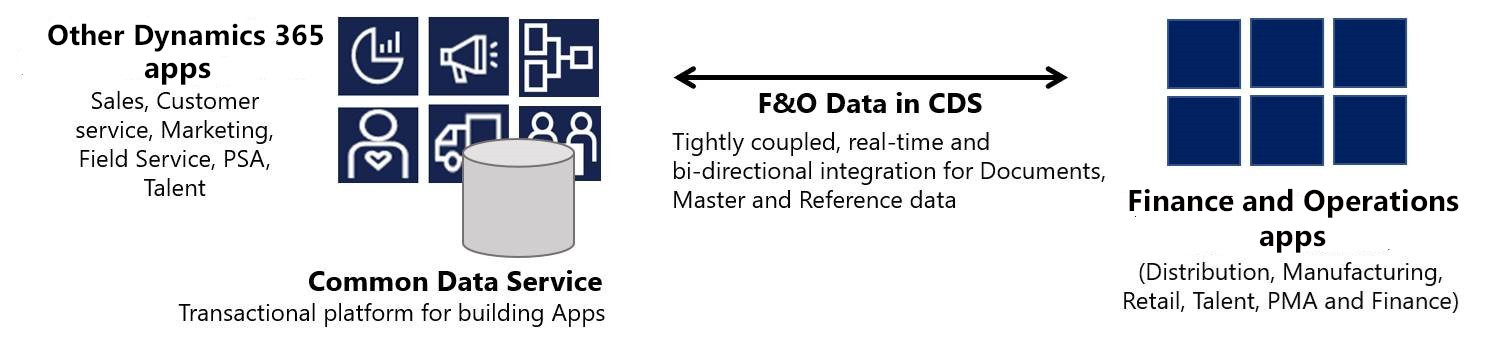 Other Dynamics 365
apps
Sales, Customer
service, Marketing,
Field Service, PSA,
Talent
Common Data Service
Transactional platform for building Apps
F&O Data in CDS
Tightly coupled, real-time and
bi-directional integration for Documents,
Master and Reference data
Finance and Operations
apps
(Distribution, Manufacturing,
Retail, Talent, PMA and Finance)